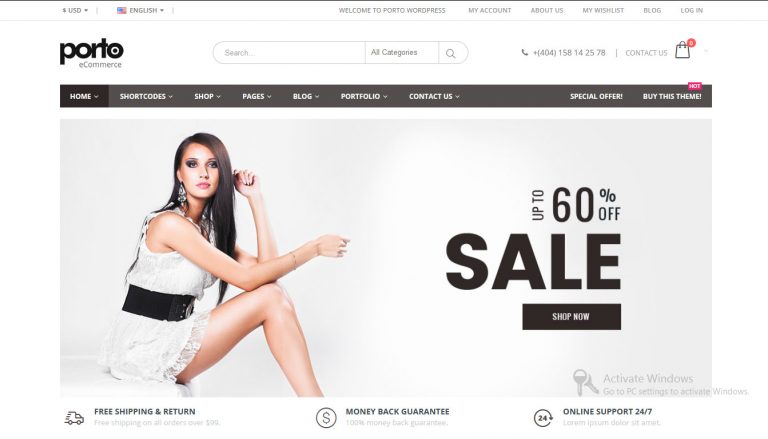 $ USD
ENGLISH
WELCOME TO PORTO WORDPRESS
MY ACCOUNT
ABOUT US
MY WISHLIST
BLOG
LOG IN
porto
eCommerce
Search...
All Categories
+(404) 158 14 25 78 | CONTACT US
0
HOME
SHORTCODES
SHOP
PAGES
BLOG
PORTFOLIO
CONTACT US
SPECIAL OFFER!
BUY THIS THEME!
HOT
UP TO 60% OFF
SALE
SHOP NOW
Activate Windows
Go to PC settings to activate Windows.
FREE SHIPPING & RETURN
Free shipping on all orders over $99.
$
MONEY BACK GUARANTEE
100% money back guarantee.
24
ONLINE SUPPORT 24/7
Lorem ipsum dolor sit amet.